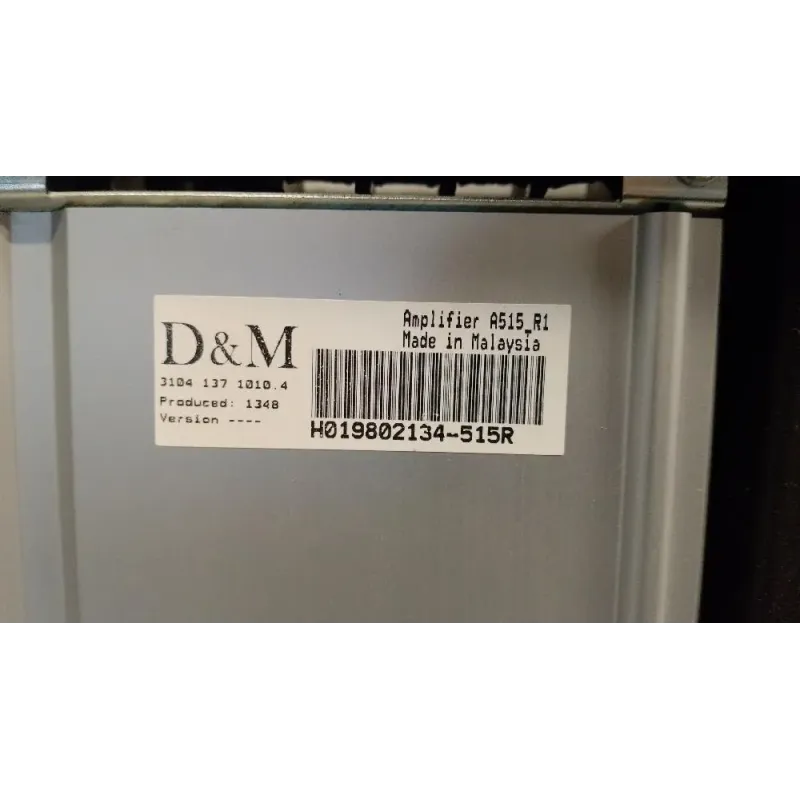 D&M
3104 137 1010.4
Produced: 1348
Version ----
Amplifier A515_R1
Made in Malaysia
H019802134-515R